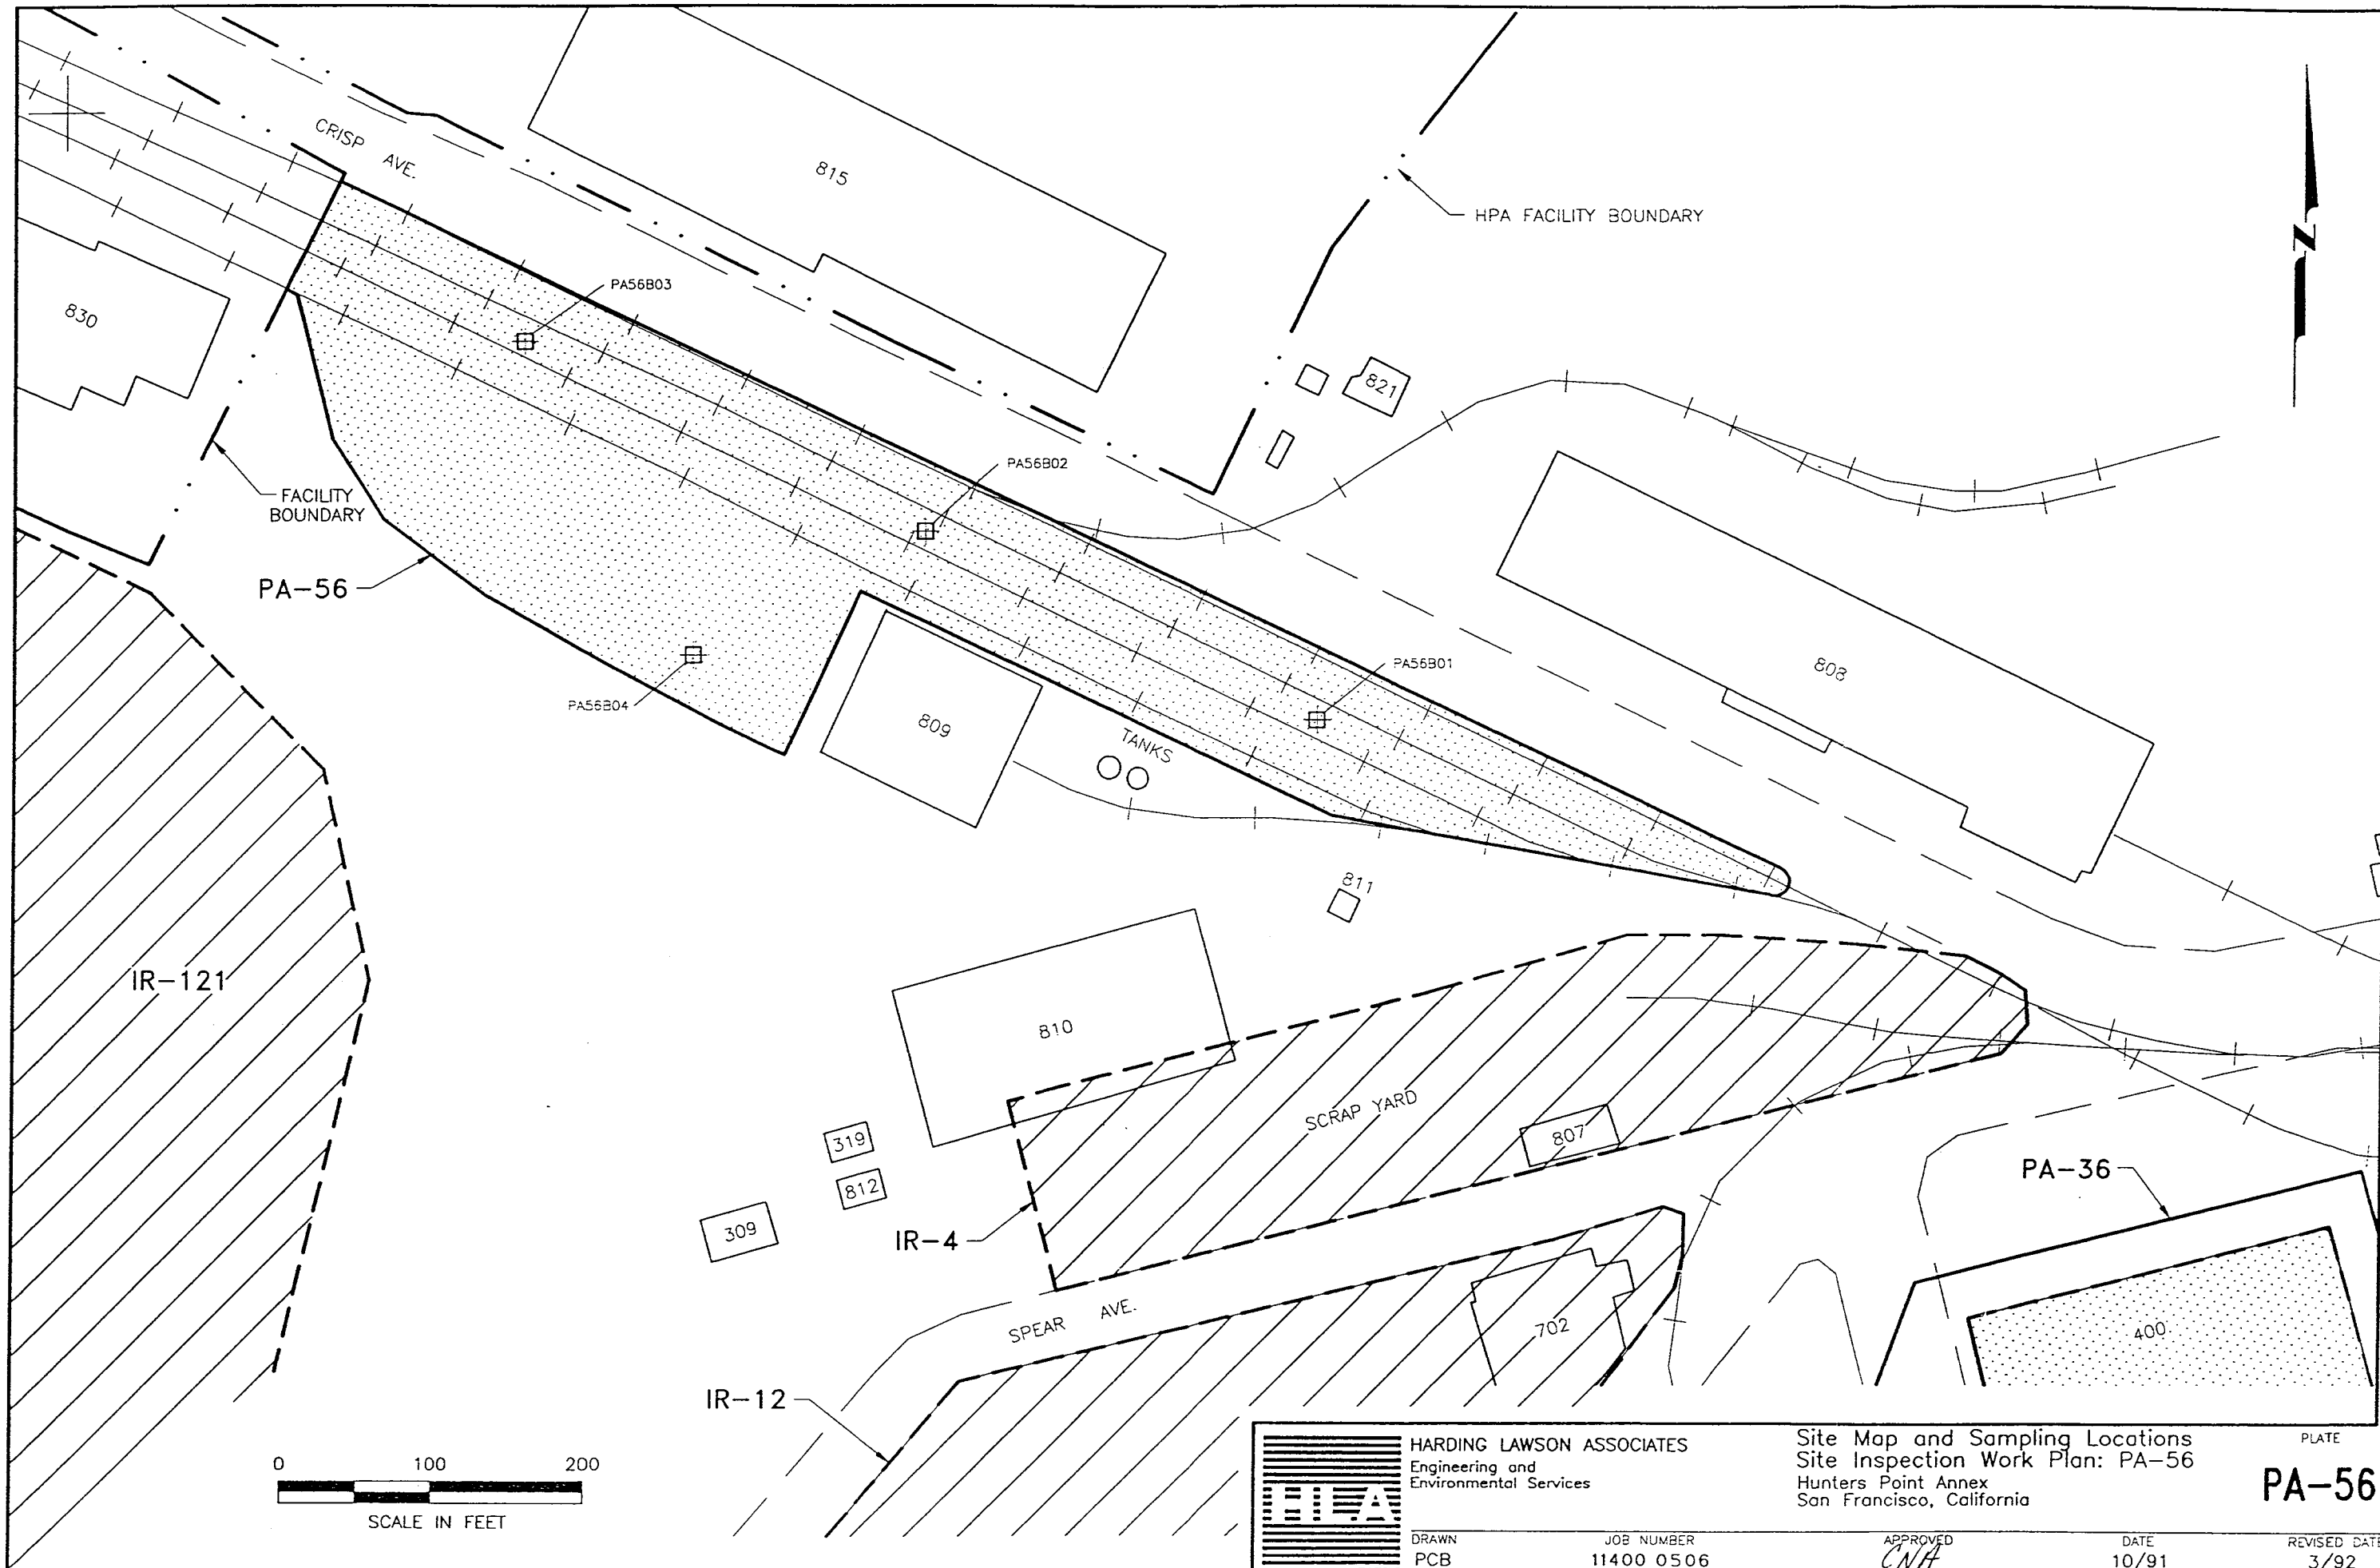 CRISP AVE.
815
HPA FACILITY BOUNDARY
N
PA56B03
830
821
PA56B02
FACILITY
BOUNDARY
PA-56
PA56B01
808
PA56B04
809
TANKS
811
IR-121
810
SCRAP YARD
807
319
812
309
IR-4
PA-36
SPEAR AVE.
702
400
IR-12
0 100 200
SCALE IN FEET
HLA
HARDING LAWSON ASSOCIATES
Engineering and
Environmental Services
Site Map and Sampling Locations
Site Inspection Work Plan: PA-56
Hunters Point Annex
San Francisco, California
PLATE
PA-56
DRAWN
PCB
JOB NUMBER
11400 0506
APPROVED
CNA
DATE
10/91
REVISED DATE
3/92